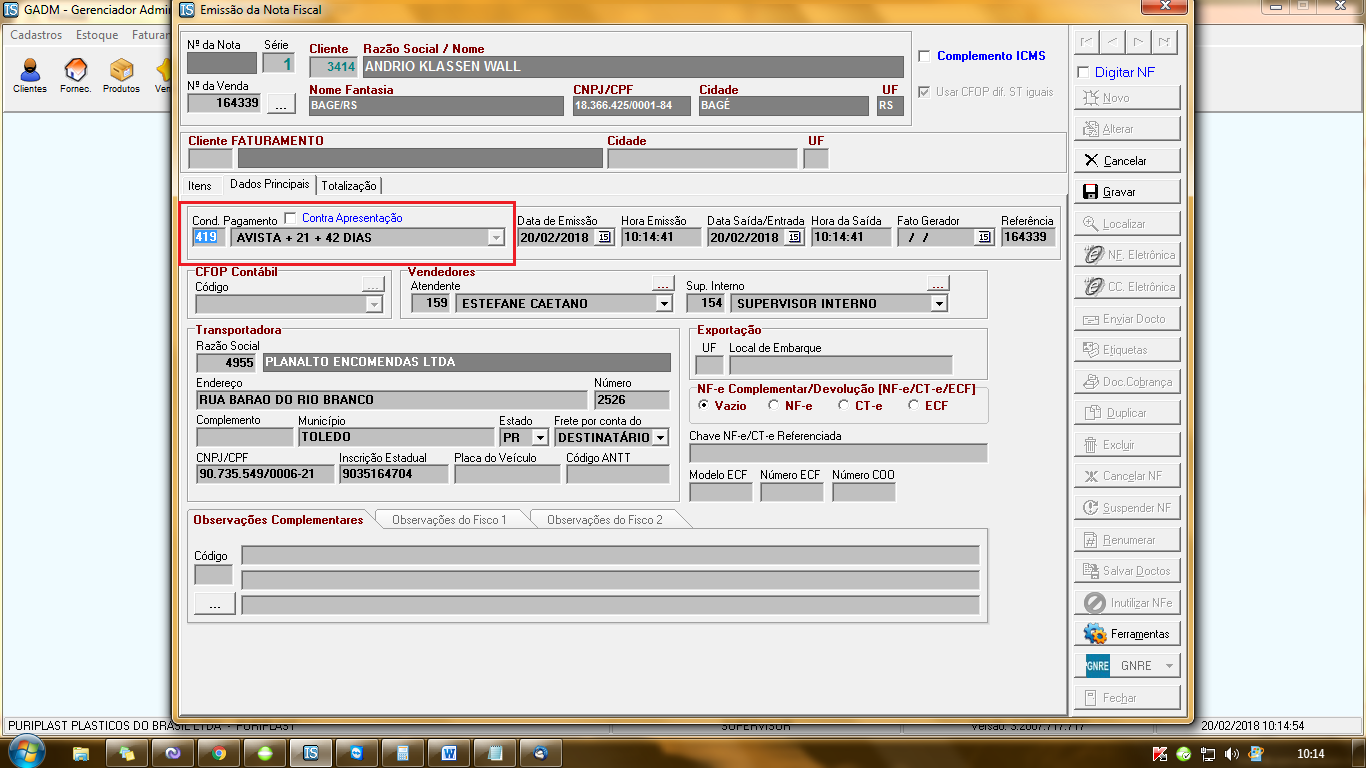 GADM - Gerenciador Admin
Emissão da Nota Fiscal
Cadastros Estoque Faturar
Clientes Fornec. Produtos Ven
Nº da Nota Série Cliente Razão Social / Nome
1 3414 ANDRIO KLASSEN WALL
Nº da Venda Nome Fantasia CNPJ/CPF Cidade UF
164339 ... BAGE/RS 18.366.425/0001-84 BAGÉ RS
Complemento ICMS
Usar CFOP dif. ST iguais
Cliente FATURAMENTO Cidade UF
Itens Dados Principais Totalização
Cond. Pagamento Contra Apresentação Data de Emissão Hora Emissão Data Saída/Entrada Hora da Saída Fato Gerador Referência
419 AVISTA + 21 + 42 DIAS 20/02/2018 15 10:14:41 20/02/2018 15 10:14:41 / / 15 164339
CFOP Contábil Vendedores
Código ... Atendente ... Sup. Interno ...
159 ESTEFANE CAETANO 154 SUPERVISOR INTERNO
Transportadora
Razão Social
4955 PLANALTO ENCOMENDAS LTDA
Endereço Número
RUA BARAO DO RIO BRANCO 2526
Complemento Município Estado Frete por conta do
TOLEDO PR DESTINATÁRIO
CNPJ/CPF Inscrição Estadual Placa do Veículo Código ANTT
90.735.549/0006-21 9035164704
Exportação
UF Local de Embarque
NF-e Complementar/Devolução [NF-e/CT-e/ECF]
Vazio NF-e CT-e ECF
Chave NF-e/CT-e Referenciada
Modelo ECF Número ECF Número COO
Observações Complementares Observações do Fisco 1 Observações do Fisco 2
Código
...
Digitar NF
Novo
Alterar
Cancelar
Gravar
Localizar
NF. Eletrônica
CC. Eletrônica
Enviar Docto
Etiquetas
Doc.Cobrança
Duplicar
Excluir
Cancelar NF
Suspender NF
Renumerar
Salvar Doctos
Inutilizar NFe
Ferramentas
GNRE GNRE
Fechar
PURIPLAST PLASTICOS DO BRASIL LTDA - PURIPLAST SUPERVISOR Versão: 3.2007.717.717 20/02/2018 10:14:54
10:14